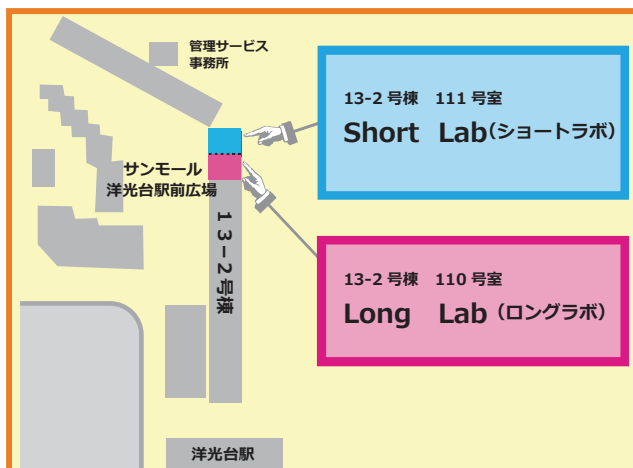 管理サービス
事務所
13-2 号棟 111 号室
Short Lab(ショートラボ)
サンモール
洋光台駅前広場
13-2号棟
13-2 号棟 110 号室
Long Lab(ロングラボ)
洋光台駅